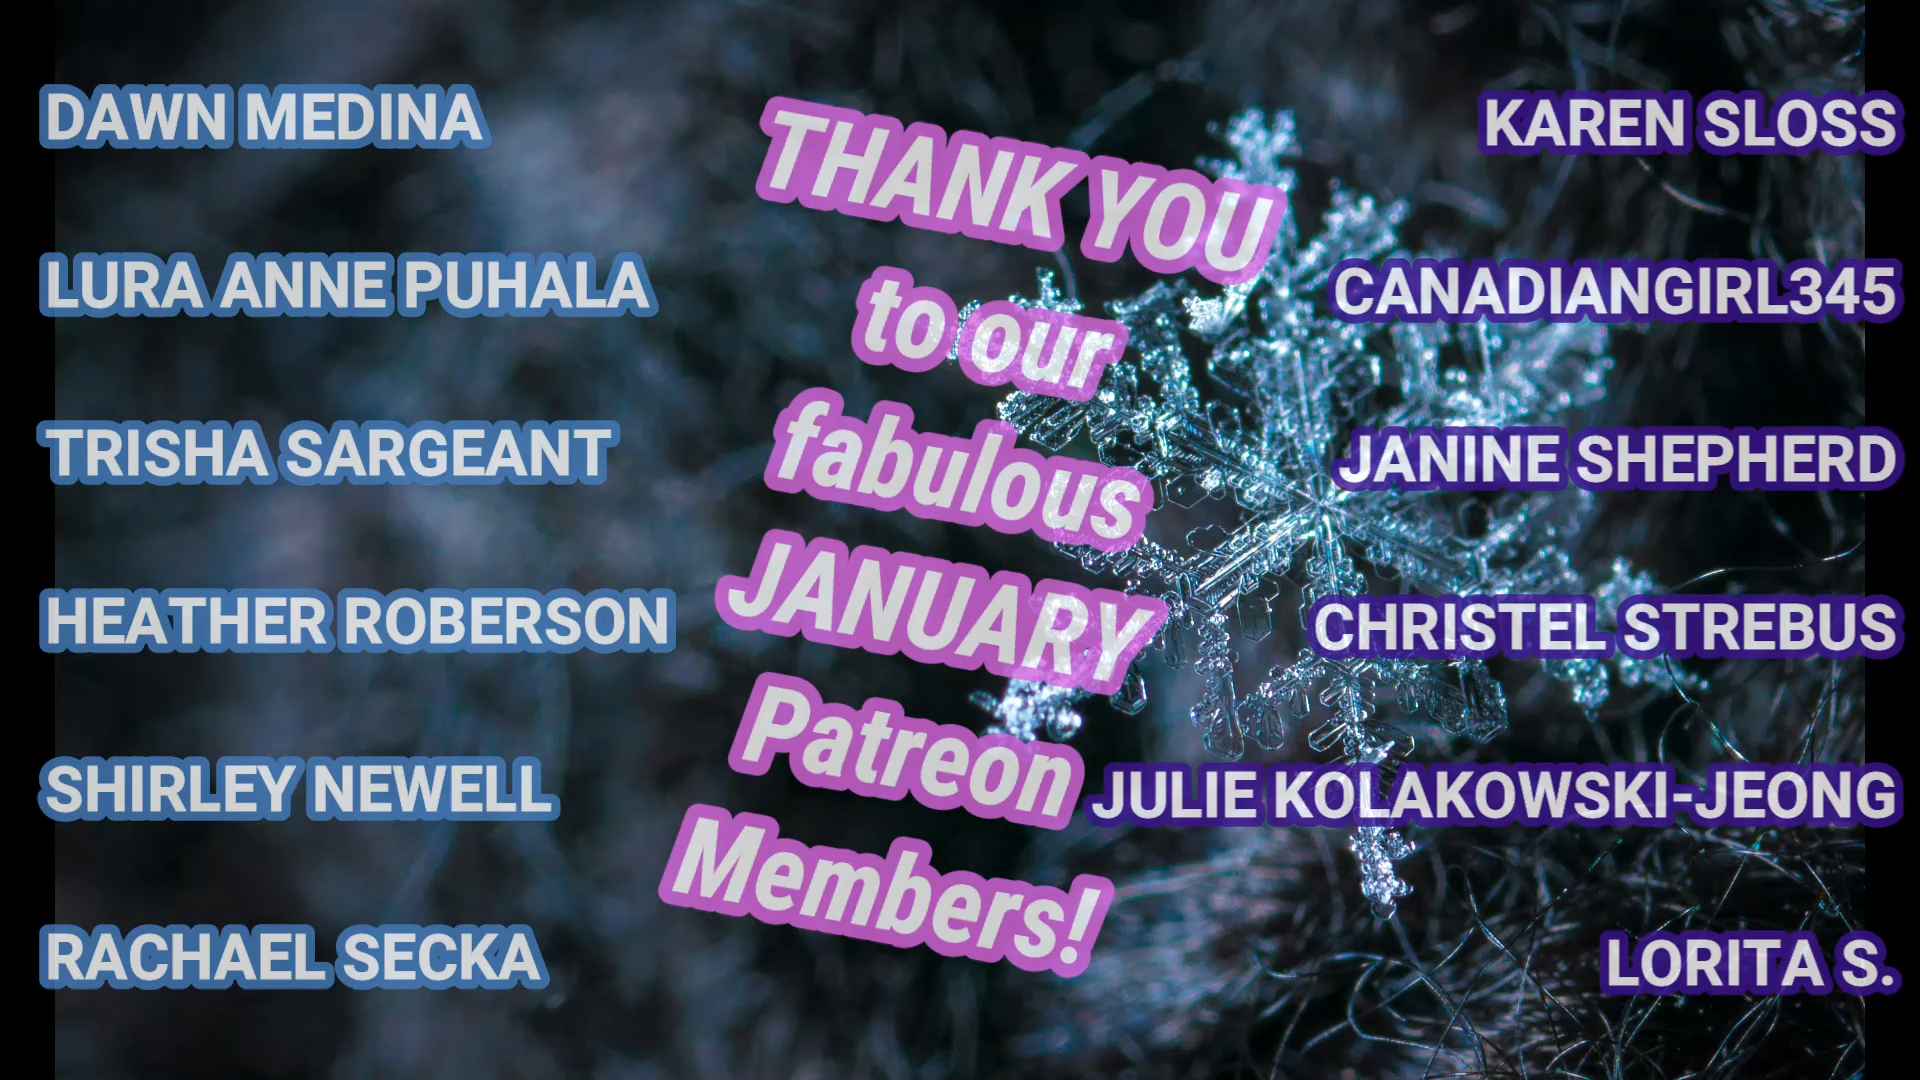 DAWN MEDINA
LURA ANNE PUHALA
TRISHA SARGEANT
HEATHER ROBERSON
SHIRLEY NEWELL
RACHAEL SECKA
THANK YOU
to our
fabulous
JANUARY
Patreon
Members!
KAREN SLOSS
CANADIANGIRL345
JANINE SHEPHERD
CHRISTEL STREBUS
JULIE KOLAKOWSKI-JEONG
LORITA S.